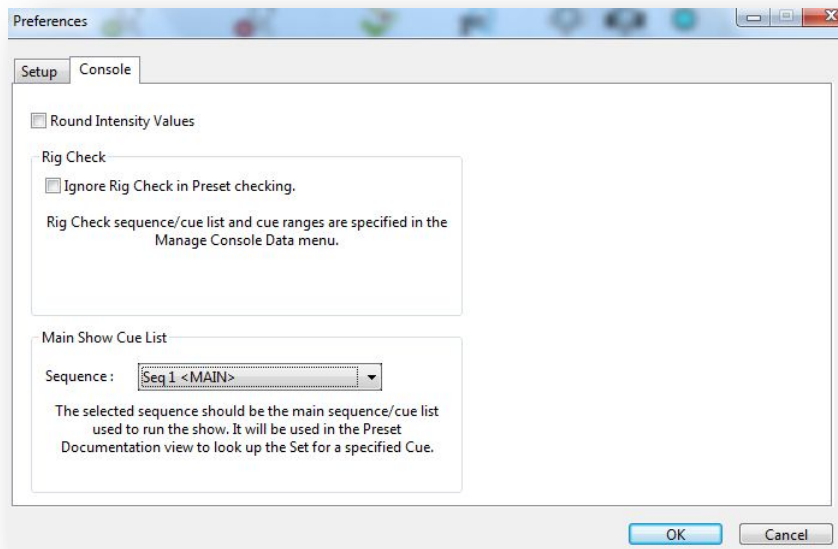 Preferences
Setup
Console
Round Intensity Values
Rig Check
Ignore Rig Check in Preset checking.
Rig Check sequence/cue list and cue ranges are specified in the
Manage Console Data menu.
Main Show Cue List
Sequence :
Seq 1 <MAIN>
The selected sequence should be the main sequence/cue list
used to run the show. It will be used in the Preset
Documentation view to look up the Set for a specified Cue.
OK
Cancel